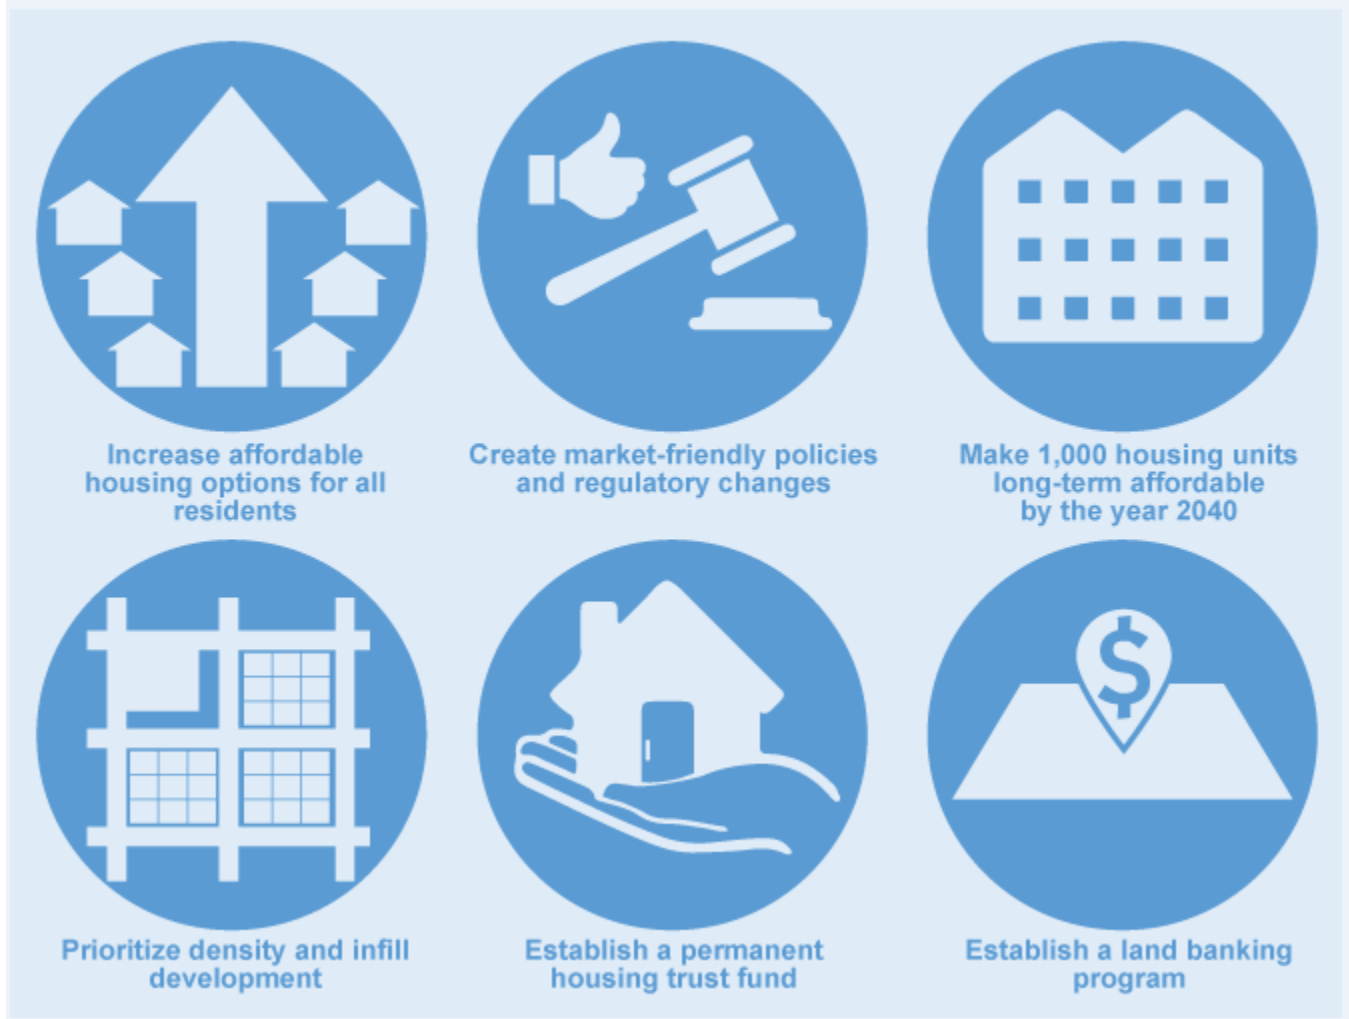 Increase affordable
housing options for all
residents
Create market-friendly policies
and regulatory changes
Make 1,000 housing units
long-term affordable
by the year 2040
$
Prioritize density and infill
development
Establish a permanent
housing trust fund
Establish a land banking
program